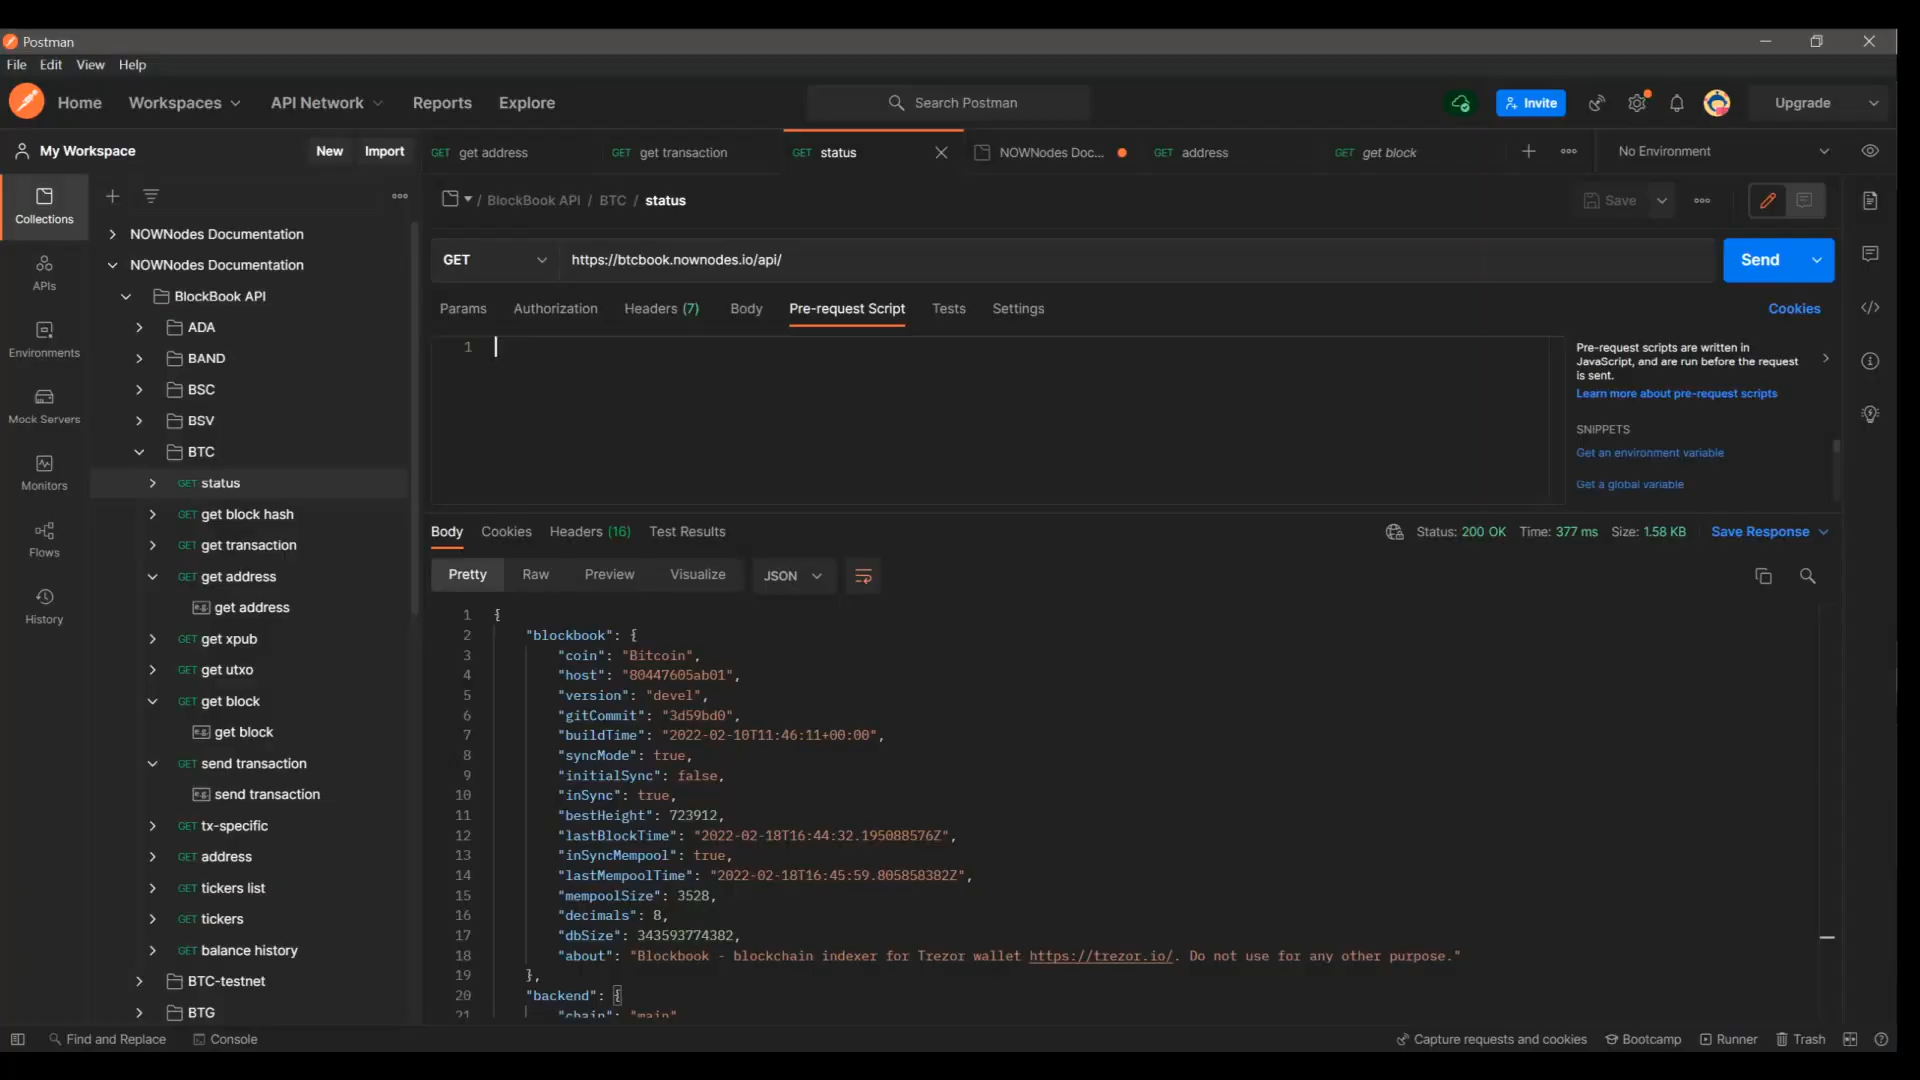 Postman
File Edit View Help
Home Workspaces API Network Reports Explore Search Postman Invite Upgrade
My Workspace New Import
GET get address GET get transaction GET status NOWNodes Doc... GET address GET get block No Environment
/ BlockBook API / BTC / status Save
Collections
APIs
Environments
Mock Servers
Monitors
Flows
History
NOWNodes Documentation
NOWNodes Documentation
BlockBook API
ADA
BAND
BSC
BSV
BTC
GET status
GET get block hash
GET get transaction
GET get address
e.g. get address
GET get xpub
GET get utxo
GET get block
e.g. get block
GET send transaction
e.g. send transaction
GET tx-specific
GET address
GET tickers list
GET tickers
GET balance history
BTC-testnet
BTG
GET https://btcbook.nownodes.io/api/ Send
Params Authorization Headers (7) Body Pre-request Script Tests Settings Cookies
1
Pre-request scripts are written in
JavaScript, and are run before the request
is sent.
Learn more about pre-request scripts
SNIPPETS
Get an environment variable
Get a global variable
Body Cookies Headers (16) Test Results Status: 200 OK Time: 377 ms Size: 1.58 KB Save Response
Pretty Raw Preview Visualize JSON
1 {
2 "blockbook": {
3 "coin": "Bitcoin",
4 "host": "80447605ab01",
5 "version": "devel",
6 "gitCommit": "3d59bd0",
7 "buildTime": "2022-02-10T11:46:11+00:00",
8 "syncMode": true,
9 "initialSync": false,
10 "inSync": true,
11 "bestHeight": 723912,
12 "lastBlockTime": "2022-02-18T16:44:32.195088576Z",
13 "inSyncMempool": true,
14 "lastMempoolTime": "2022-02-18T16:45:59.805858382Z",
15 "mempoolSize": 3528,
16 "decimals": 8,
17 "dbSize": 343593774382,
18 "about": "Blockbook - blockchain indexer for Trezor wallet https://trezor.io/. Do not use for any other purpose."
19 },
20 "backend": {
21 "chain": "main"
Find and Replace Console Capture requests and cookies Bootcamp Runner Trash